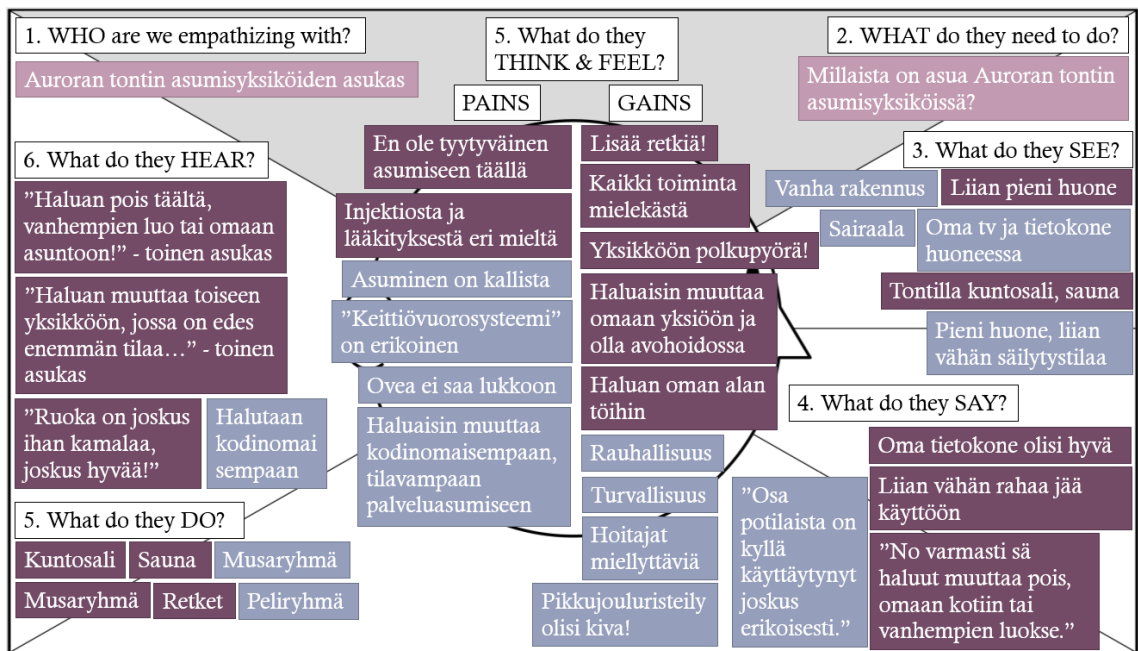 1. WHO are we empathizing with?
Auroran tontin asumisyksiköiden asukas
5. What do they
THINK & FEEL?
PAINS
GAINS
2. WHAT do they need to do?
Millaista on asua Auroran tontin
asumisyksiköissä?
6. What do they HEAR?
”Haluan pois täältä,
vanhempien luo tai omaan
asuntoon!” - toinen asukas
”Haluan muuttaa toiseen
yksikköön, jossa on edes
enemmän tilaa…” - toinen
asukas
”Ruoka on joskus
ihan kamalaa,
joskus hyvää!”
Halutaan
kodinomai
sempaan
5. What do they DO?
Kuntosali
Sauna
Musaryhmä
Musaryhmä
Retket
Peliryhmä
En ole tyytyväinen
asumiseen täällä
Injektiosta ja
lääkityksestä eri mieltä
Asuminen on kallista
”Keittiövuorosysteemi”
on erikoinen
Ovea ei saa lukkoon
Haluaisin muuttaa
kodinomaisempaan,
tilavampaan
palveluasumiseen
Lisää retkiä!
Kaikki toiminta
mielekästä
Yksikköön polkupyörä!
Haluaisin muuttaa
omaan yksiöön ja
olla avohoidossa
Haluan oman alan
töihin
Rauhallisuus
Turvallisuus
Hoitajat
miellyttäviä
Pikkujouluristeily
olisi kiva!
3. What do they SEE?
Vanha rakennus
Liian pieni huone
Sairaala
Oma tv ja tietokone
huoneessa
Tontilla kuntosali, sauna
Pieni huone, liian
vähän säilytystilaa
4. What do they SAY?
Oma tietokone olisi hyvä
Liian vähän rahaa jää
käyttöön
”Osa
potilaista on
kyllä
käyttäytynyt
joskus
erikoisesti.”
”No varmasti sä
haluut muuttaa pois,
omaan kotiin tai
vanhempien luokse.”